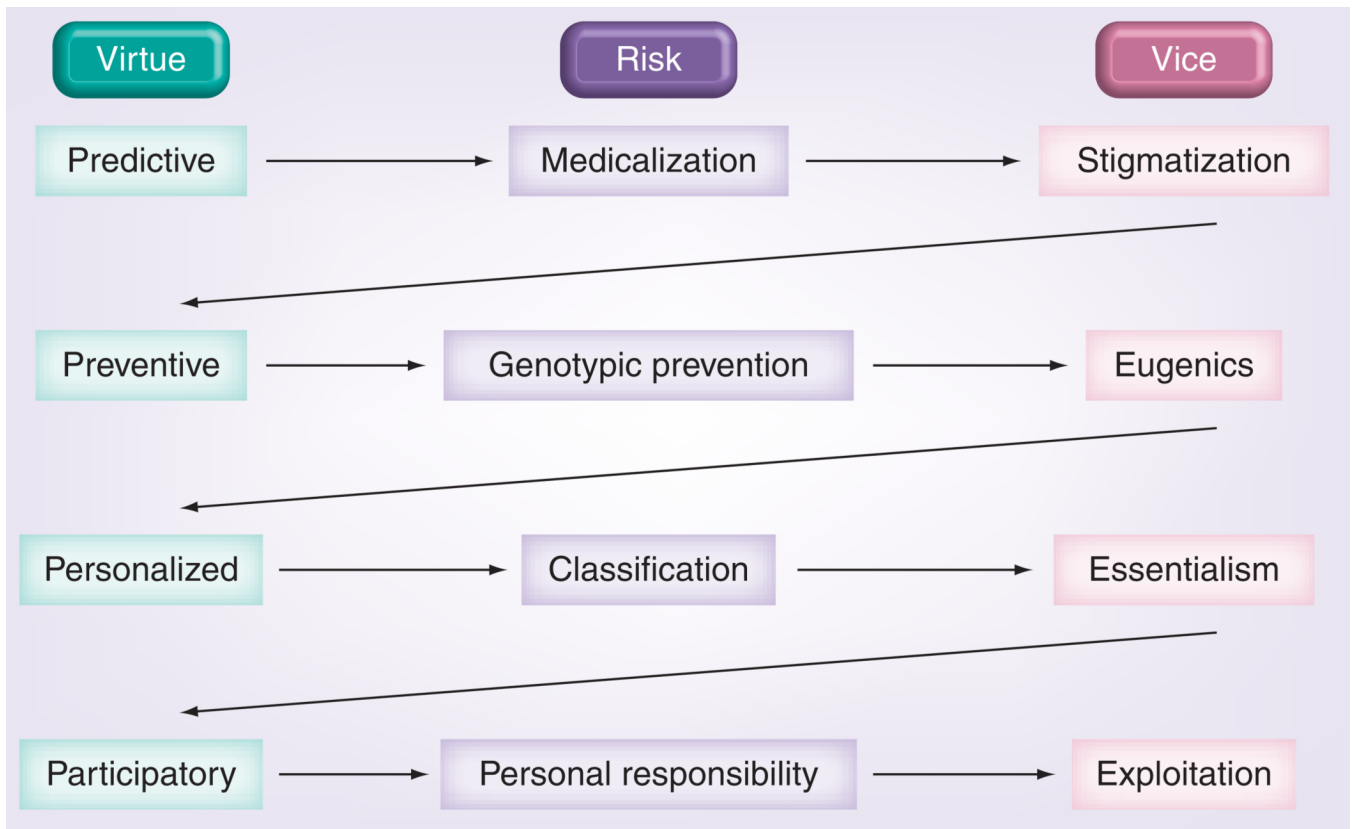 Virtue
Risk
Vice
Predictive
Medicalization
Stigmatization
Preventive
Genotypic prevention
Eugenics
Personalized
Classification
Essentialism
Participatory
Personal responsibility
Exploitation